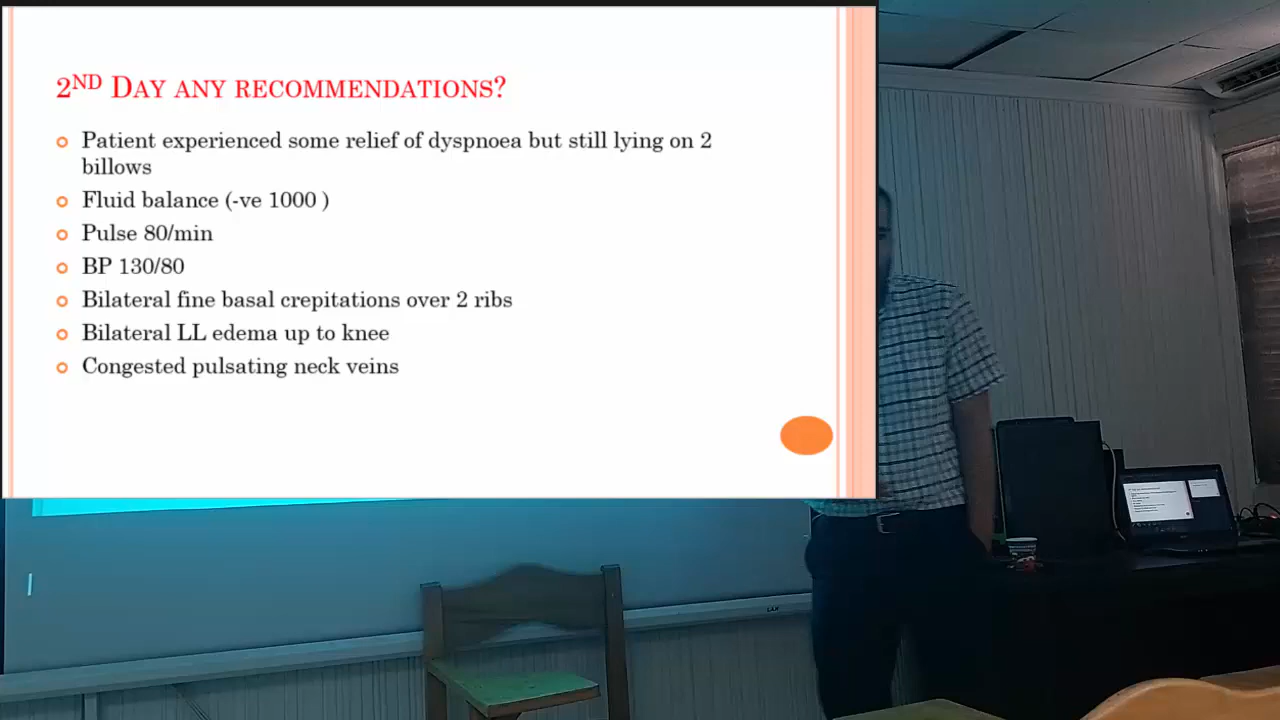 2ND DAY ANY RECOMMENDATIONS?
Patient experienced some relief of dyspnoea but still lying on 2
billows
Fluid balance (-ve 1000 )
Pulse 80/min
BP 130/80
Bilateral fine basal crepitations over 2 ribs
Bilateral LL edema up to knee
Congested pulsating neck veins